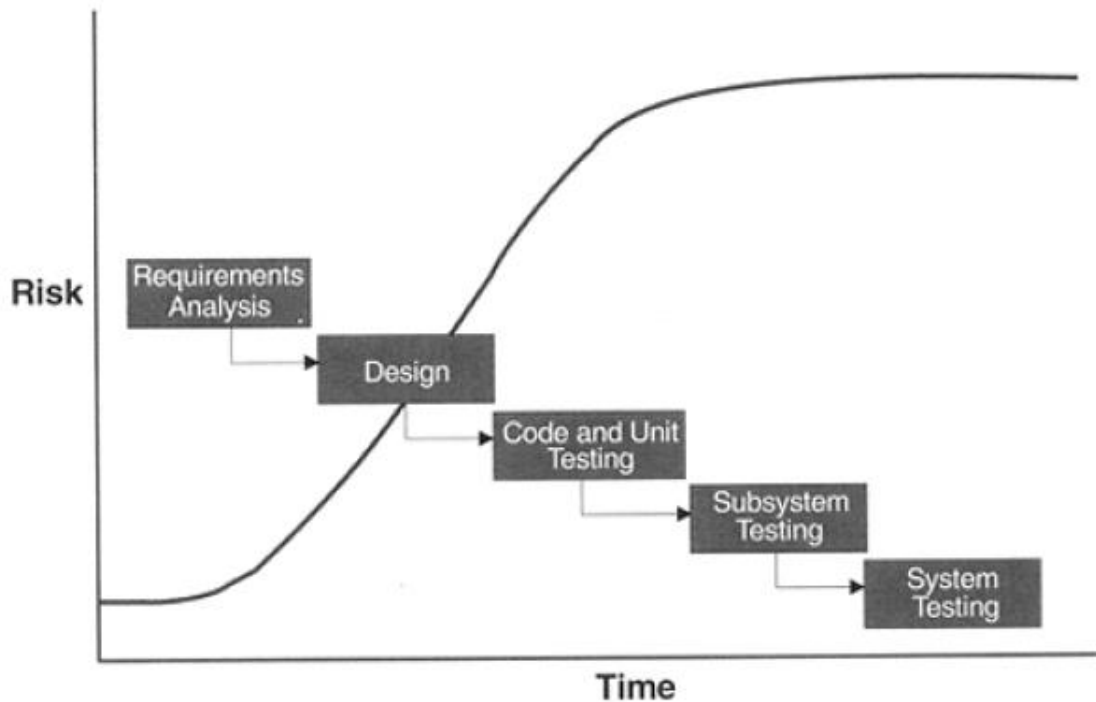 Risk
Requirements
Analysis
Design
Code and Unit
Testing
Subsystem
Testing
System
Testing
Time